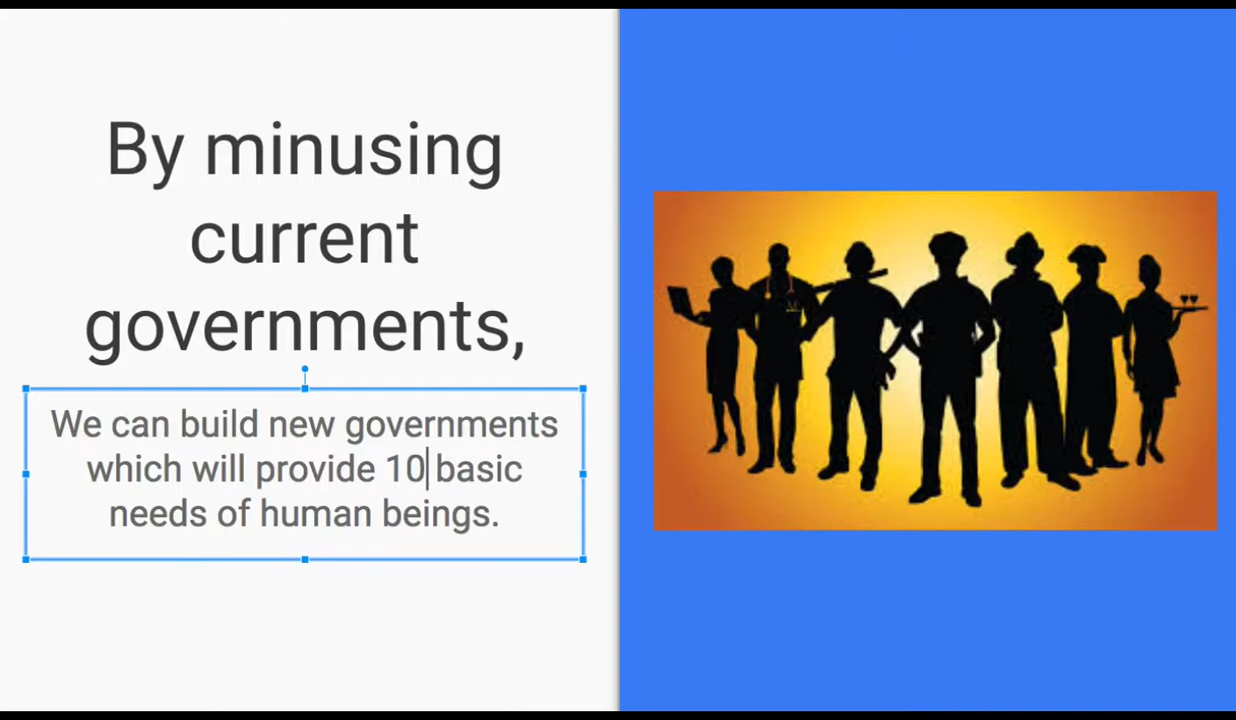 By minusing
current
governments,
We can build new governments
which will provide 10 basic
needs of human beings.